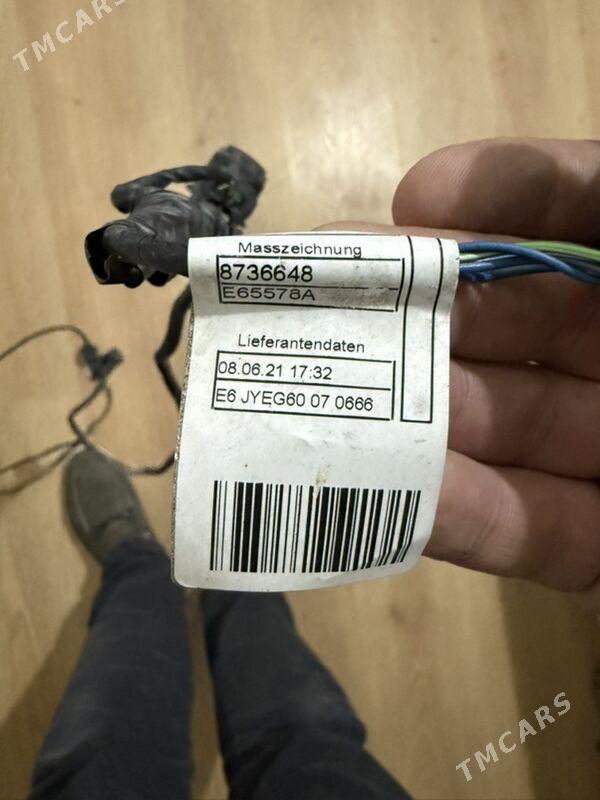 TMCARS
Masszeichnung
8736648
E65578A
Lieferantendaten
08.06.21 17:32
E6 JYEG60 07 0666
TMCARS